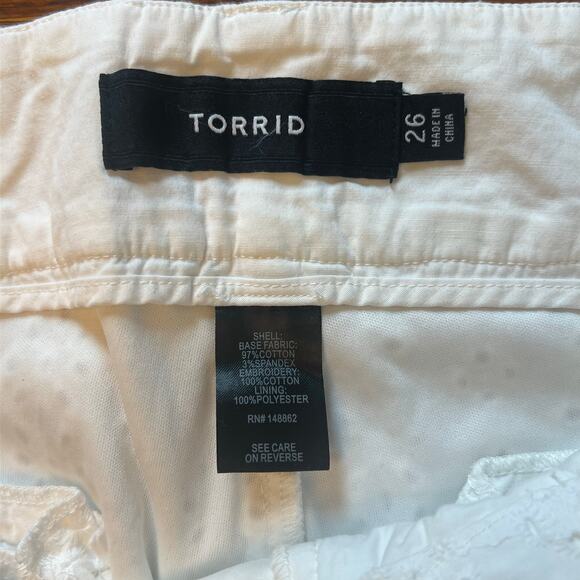 TORRID
26
MADE IN
CHINA
SHELL:
BASE FABRIC:
97%COTTON
3%SPANDEX
EMBROIDERY:
100%COTTON
LINING:
100%POLYESTER
RN# 148862
SEE CARE
ON REVERSE